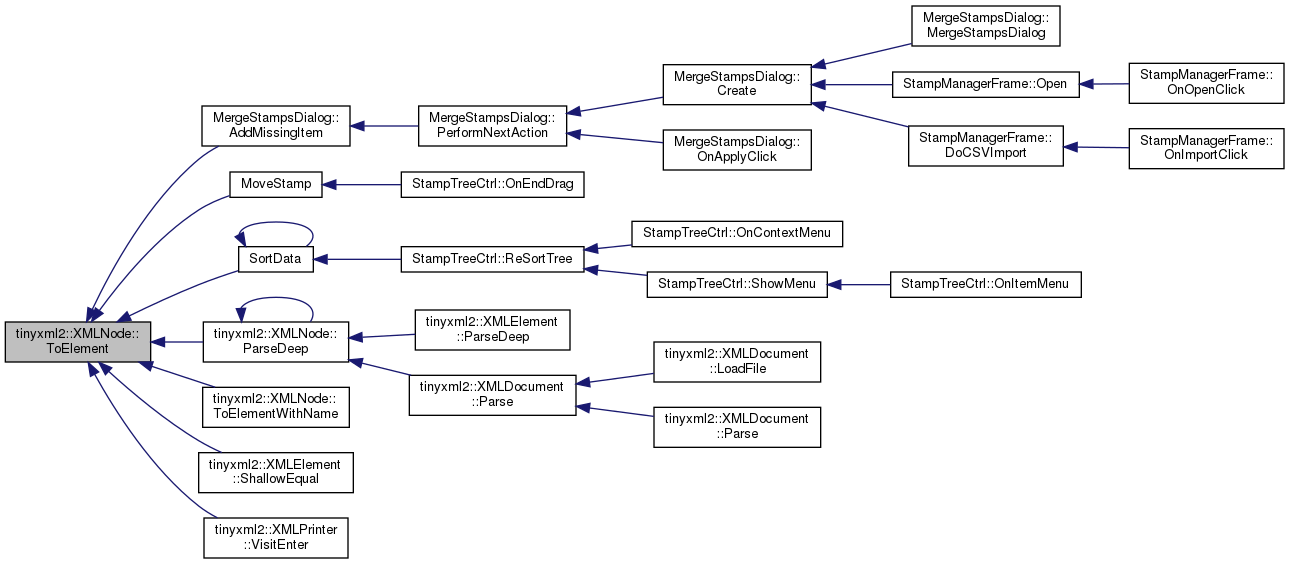 tinyxml2::XMLNode::
ToElement
MergeStampsDialog::
AddMissingItem
MergeStampsDialog::
PerformNextAction
MergeStampsDialog::
Create
MergeStampsDialog::
MergeStampsDialog
StampManagerFrame::Open
StampManagerFrame::
OnOpenClick
StampManagerFrame::
DoCSVImport
StampManagerFrame::
OnImportClick
MergeStampsDialog::
OnApplyClick
MoveStamp
StampTreeCtrl::OnEndDrag
SortData
StampTreeCtrl::ReSortTree
StampTreeCtrl::OnContextMenu
StampTreeCtrl::ShowMenu
StampTreeCtrl::OnItemMenu
tinyxml2::XMLNode::
ParseDeep
tinyxml2::XMLElement
::ParseDeep
tinyxml2::XMLDocument
::Parse
tinyxml2::XMLDocument
::LoadFile
tinyxml2::XMLDocument
::Parse
tinyxml2::XMLNode::
ToElementWithName
tinyxml2::XMLElement
::ShallowEqual
tinyxml2::XMLPrinter
::VisitEnter